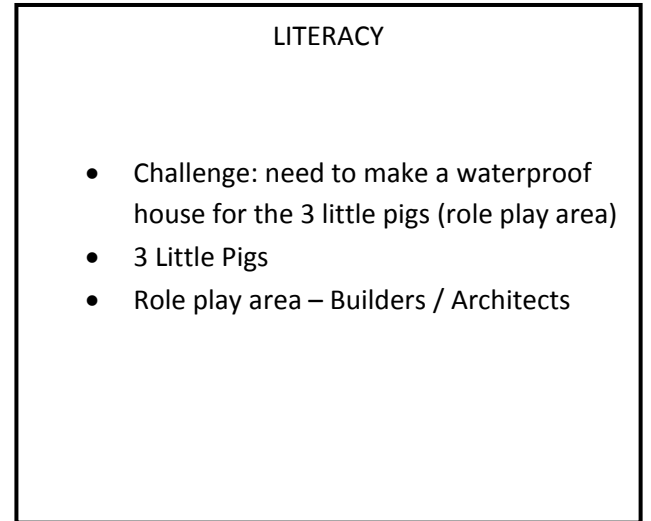 LITERACY
• Challenge: need to make a waterproof
house for the 3 little pigs (role play area)
• 3 Little Pigs
• Role play area – Builders / Architects